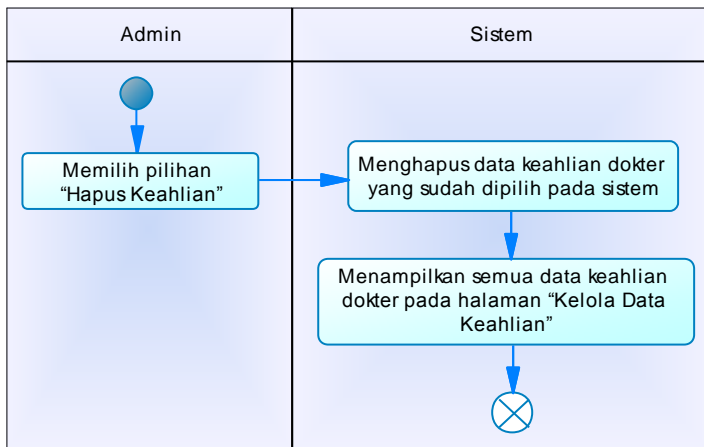 Admin
Sistem
Memilih pilihan
“Hapus Keahlian”
Menghapus data keahlian dokter
yang sudah dipilih pada sistem
Menampilkan semua data keahlian
dokter pada halaman “Kelola Data
Keahlian”